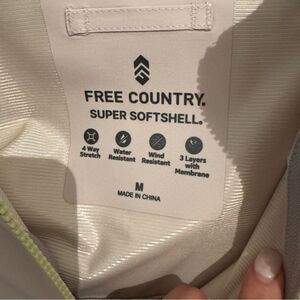 FREE COUNTRY.
SUPER SOFTSHELL.
4 Way Stretch
Water Resistant
Wind Resistant
3 Layers with Membrane
M
MADE IN CHINA